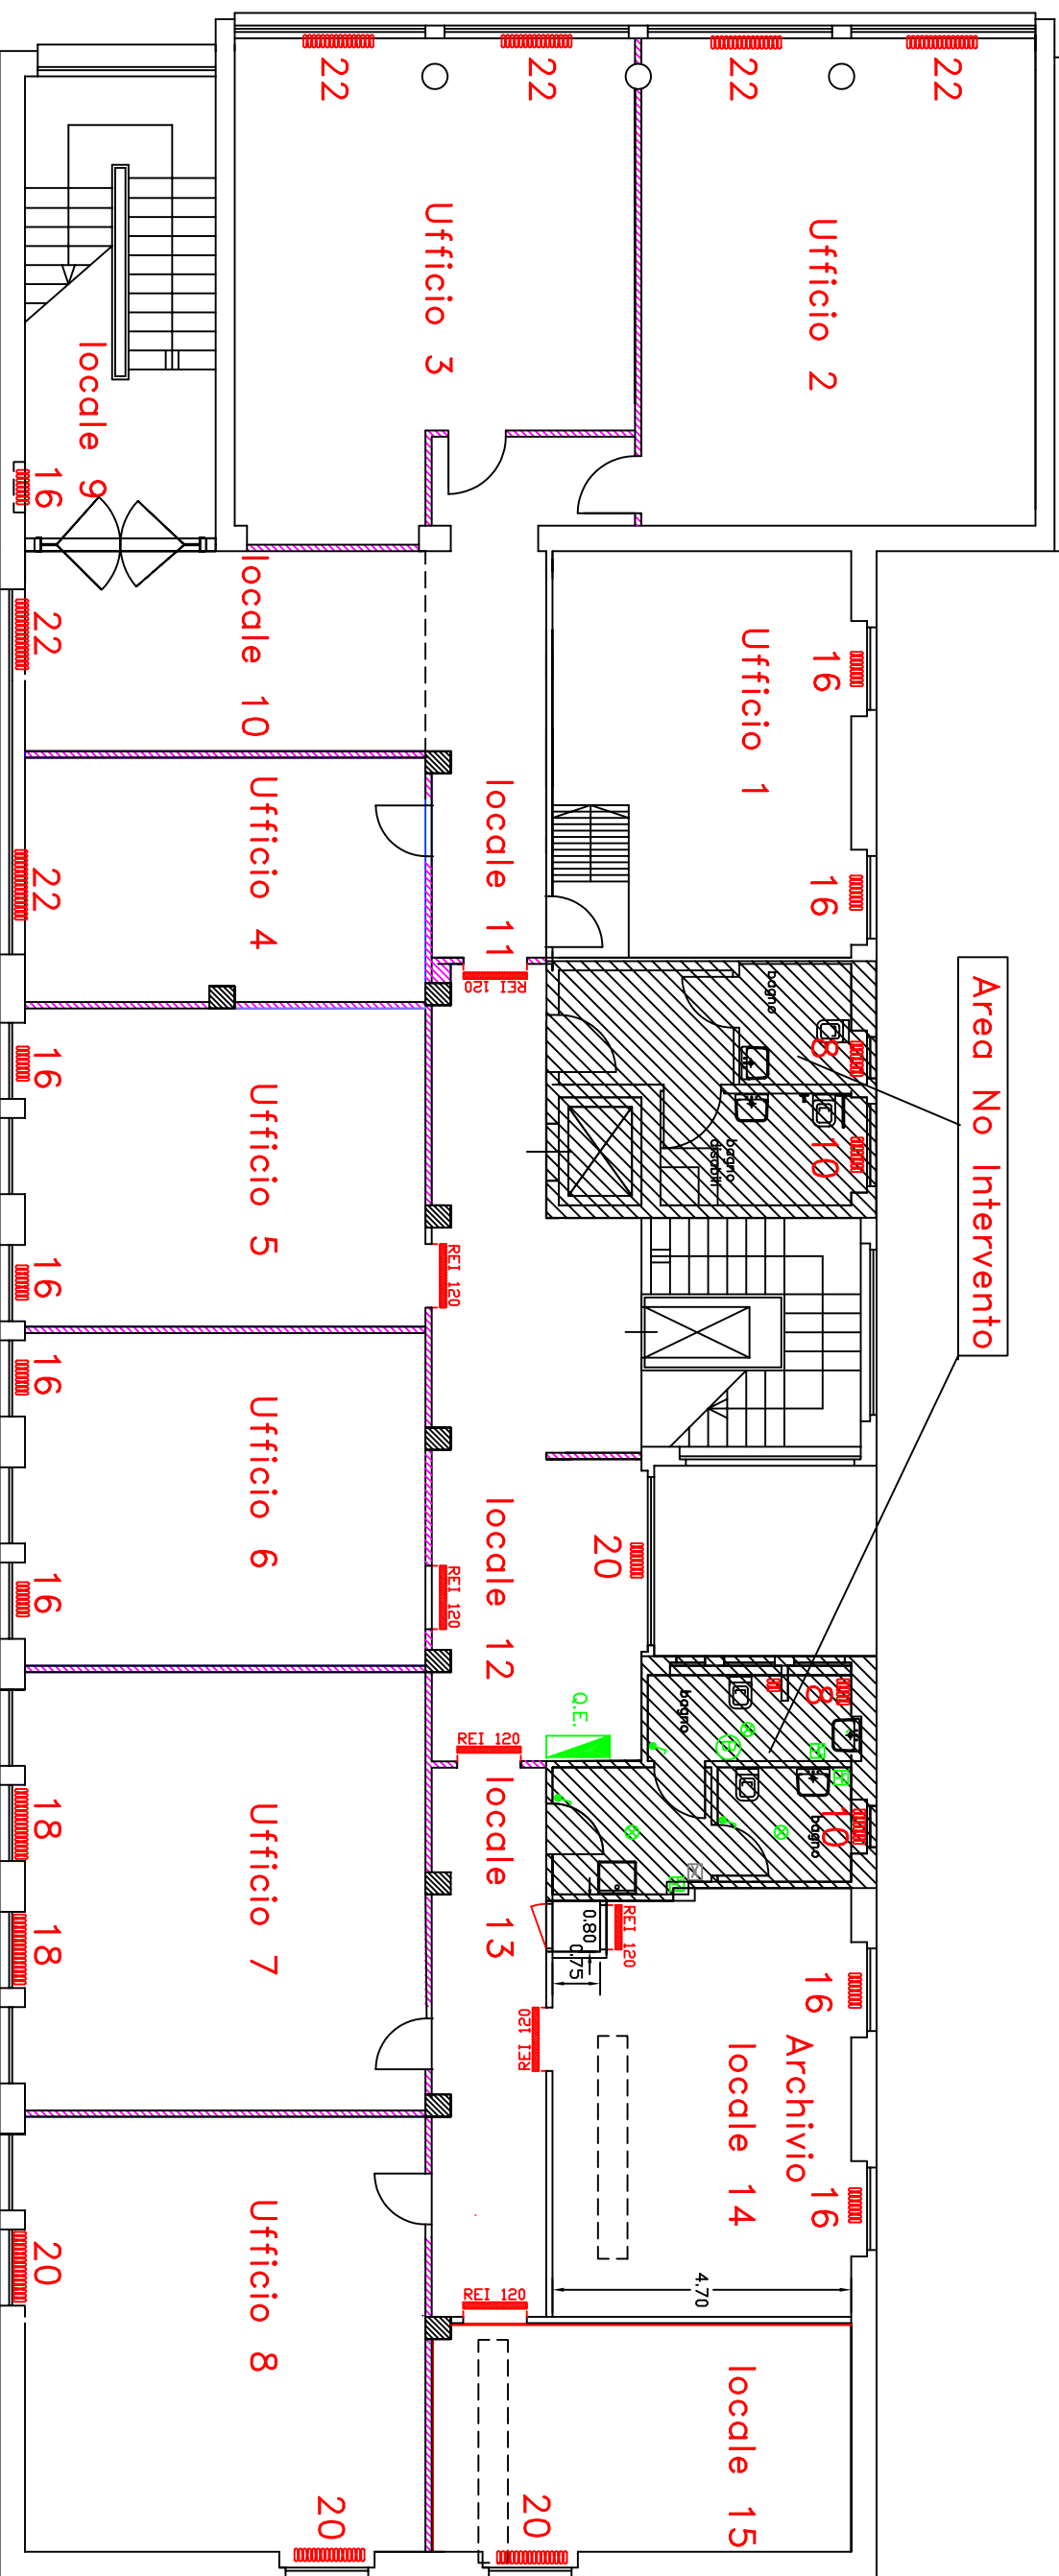 Area No Intervento
22
22
22
22
Ufficio 2
Ufficio 3
locale 9
16
locale 10
22
Ufficio 1
16
16
locale 11
Ufficio 4
22
REI 120
bagno
8
bagno
disabili
10
Ufficio 5
16
16
REI 120
Ufficio 6
16
16
REI 120
locale 12
20
Q.E.
REI 120
bagno
8
bagno
10
Ufficio 7
18
18
locale 13
0.80
0.75
REI 120
REI 120
Archivio
locale 14
16
16
4.70
REI 120
Ufficio 8
20
20
locale 15
20